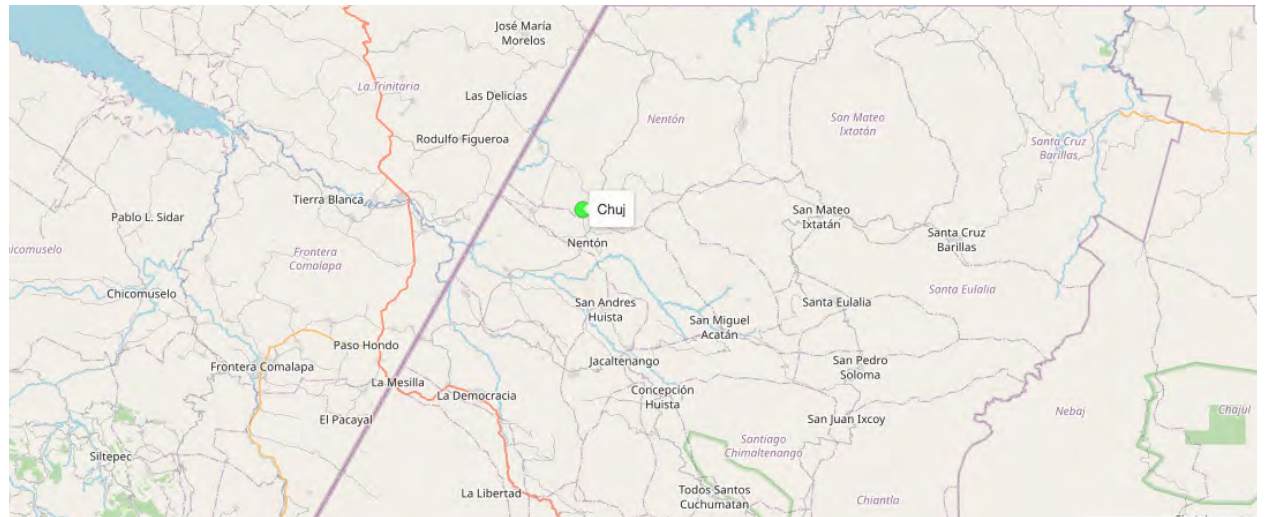 José María
Morelos
La Trinitaria
Las Delicias
Nentón
San Mateo
Ixtatán
Rodulfo Figueroa
Santa Cruz
Barillas
Tierra Blanca
Chuj
Pablo L. Sidar
San Mateo
Ixtatán
Santa Cruz
Barillas
Nentón
Frontera
Comalapa
icomuselo
Chicomuselo
San Andres
Huista
Santa Eulalia
Santa Eulalia
San Miguel
Acatán
Paso Hondo
Jacaltenango
San Pedro
Soloma
Frontera Comalapa
La Mesilla
La Democracia
Concepción
Huista
El Pacayal
San Juan Ixcoy
Nebaj
Chajul
Santiago
Chimaltenango
Siltepec
La Libertad
Todos Santos
Cuchumatan
Chiantla